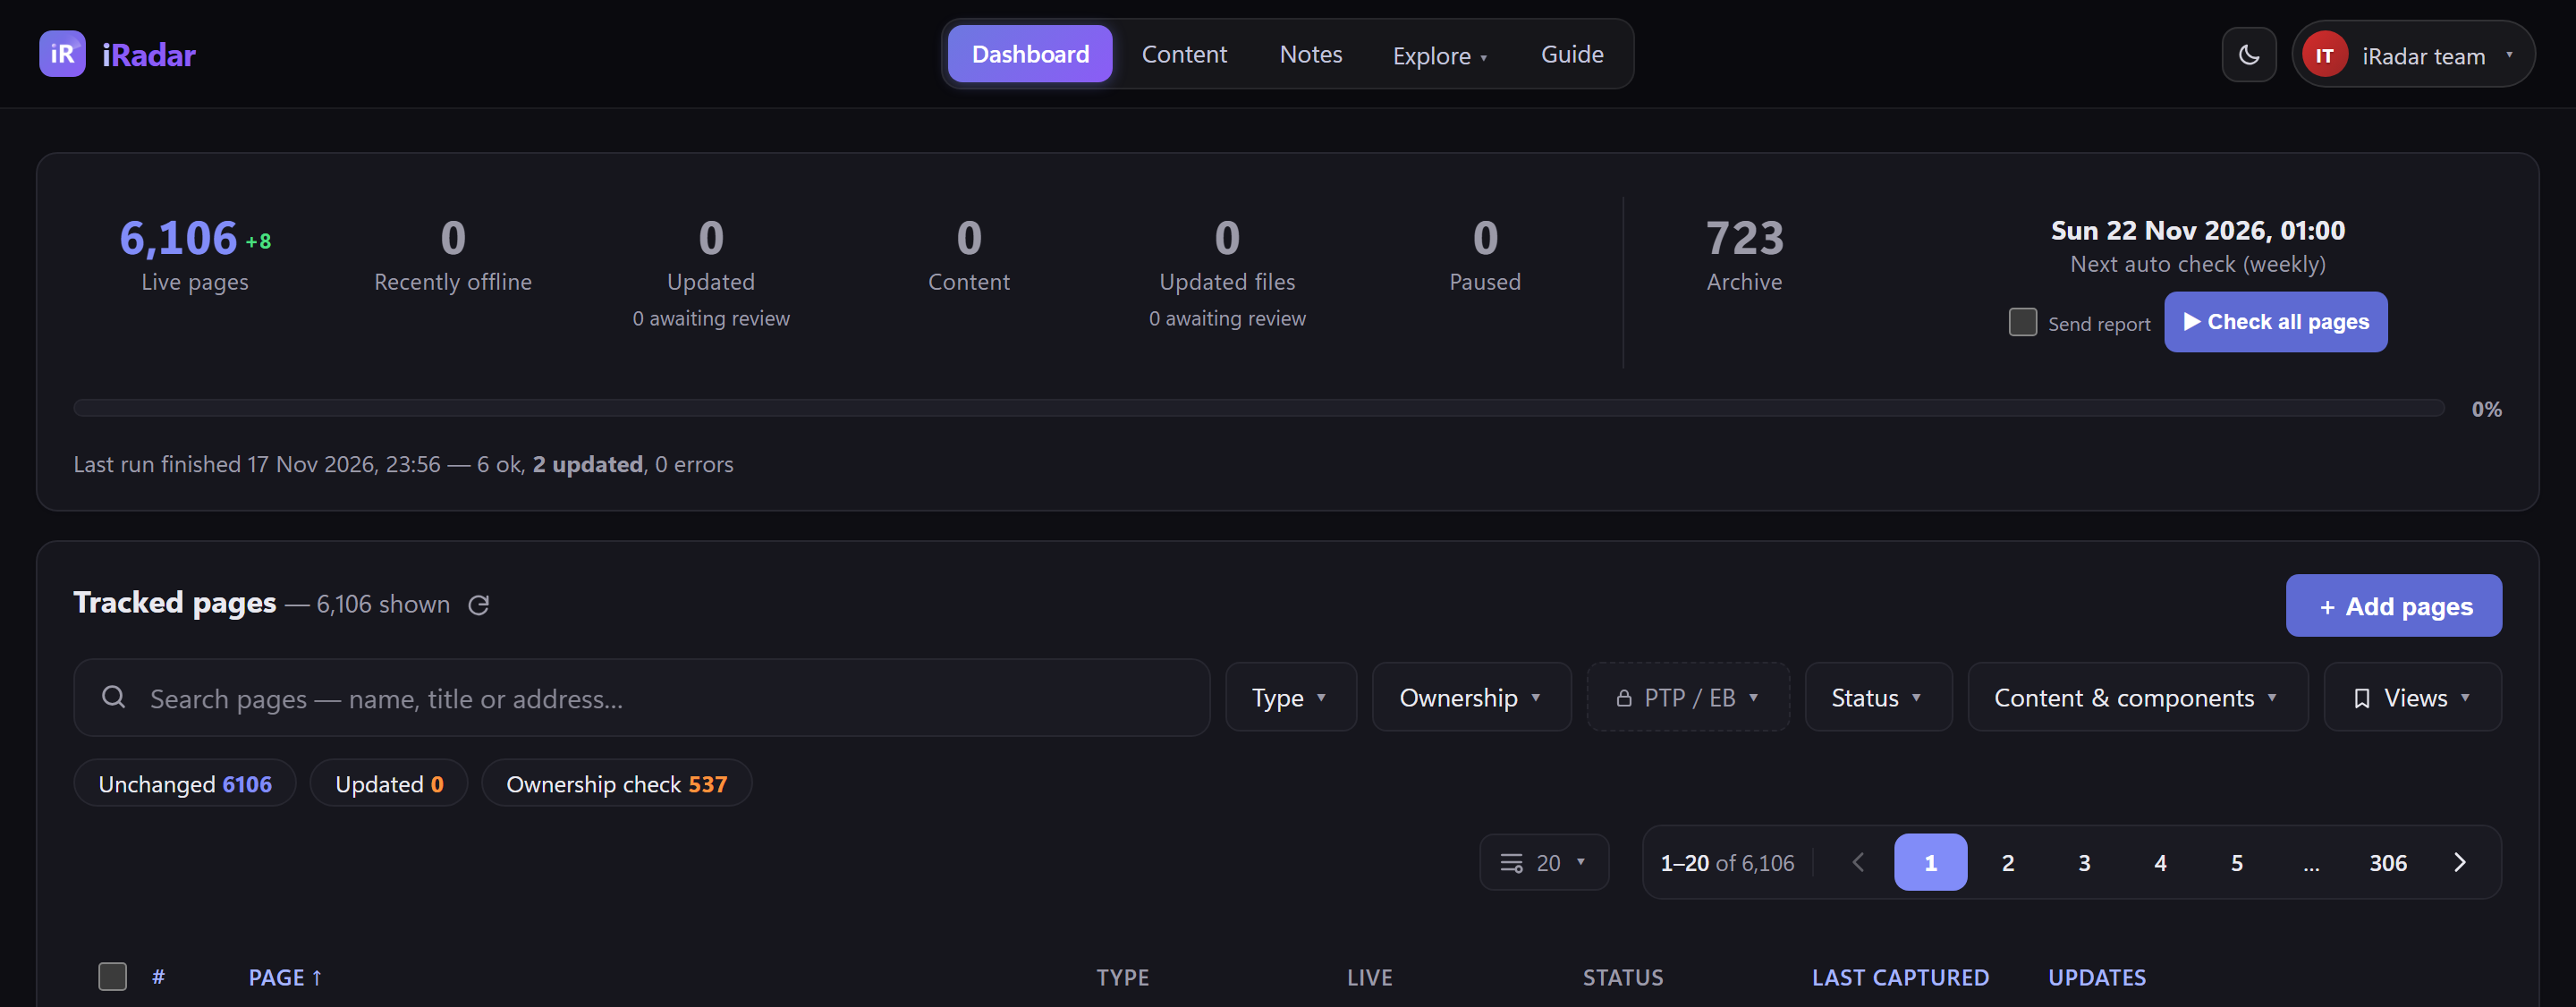 iR iRadar
Dashboard Content Notes Explore ▾ Guide
IT iRadar team ▾
6,106 +8
Live pages
0
Recently offline
0
Updated
0 awaiting review
0
Content
0
Updated files
0 awaiting review
0
Paused
723
Archive
Sun 22 Nov 2026, 01:00
Next auto check (weekly)
Send report ▶ Check all pages
0%
Last run finished 17 Nov 2026, 23:56 — 6 ok, 2 updated, 0 errors
Tracked pages — 6,106 shown
+ Add pages
Search pages — name, title or address...
Type ▾ Ownership ▾ PTP / EB ▾ Status ▾ Content & components ▾ Views ▾
Unchanged 6106 Updated 0 Ownership check 537
20 ▾ 1–20 of 6,106 1 2 3 4 5 ... 306
# PAGE ↑ TYPE LIVE STATUS LAST CAPTURED UPDATES